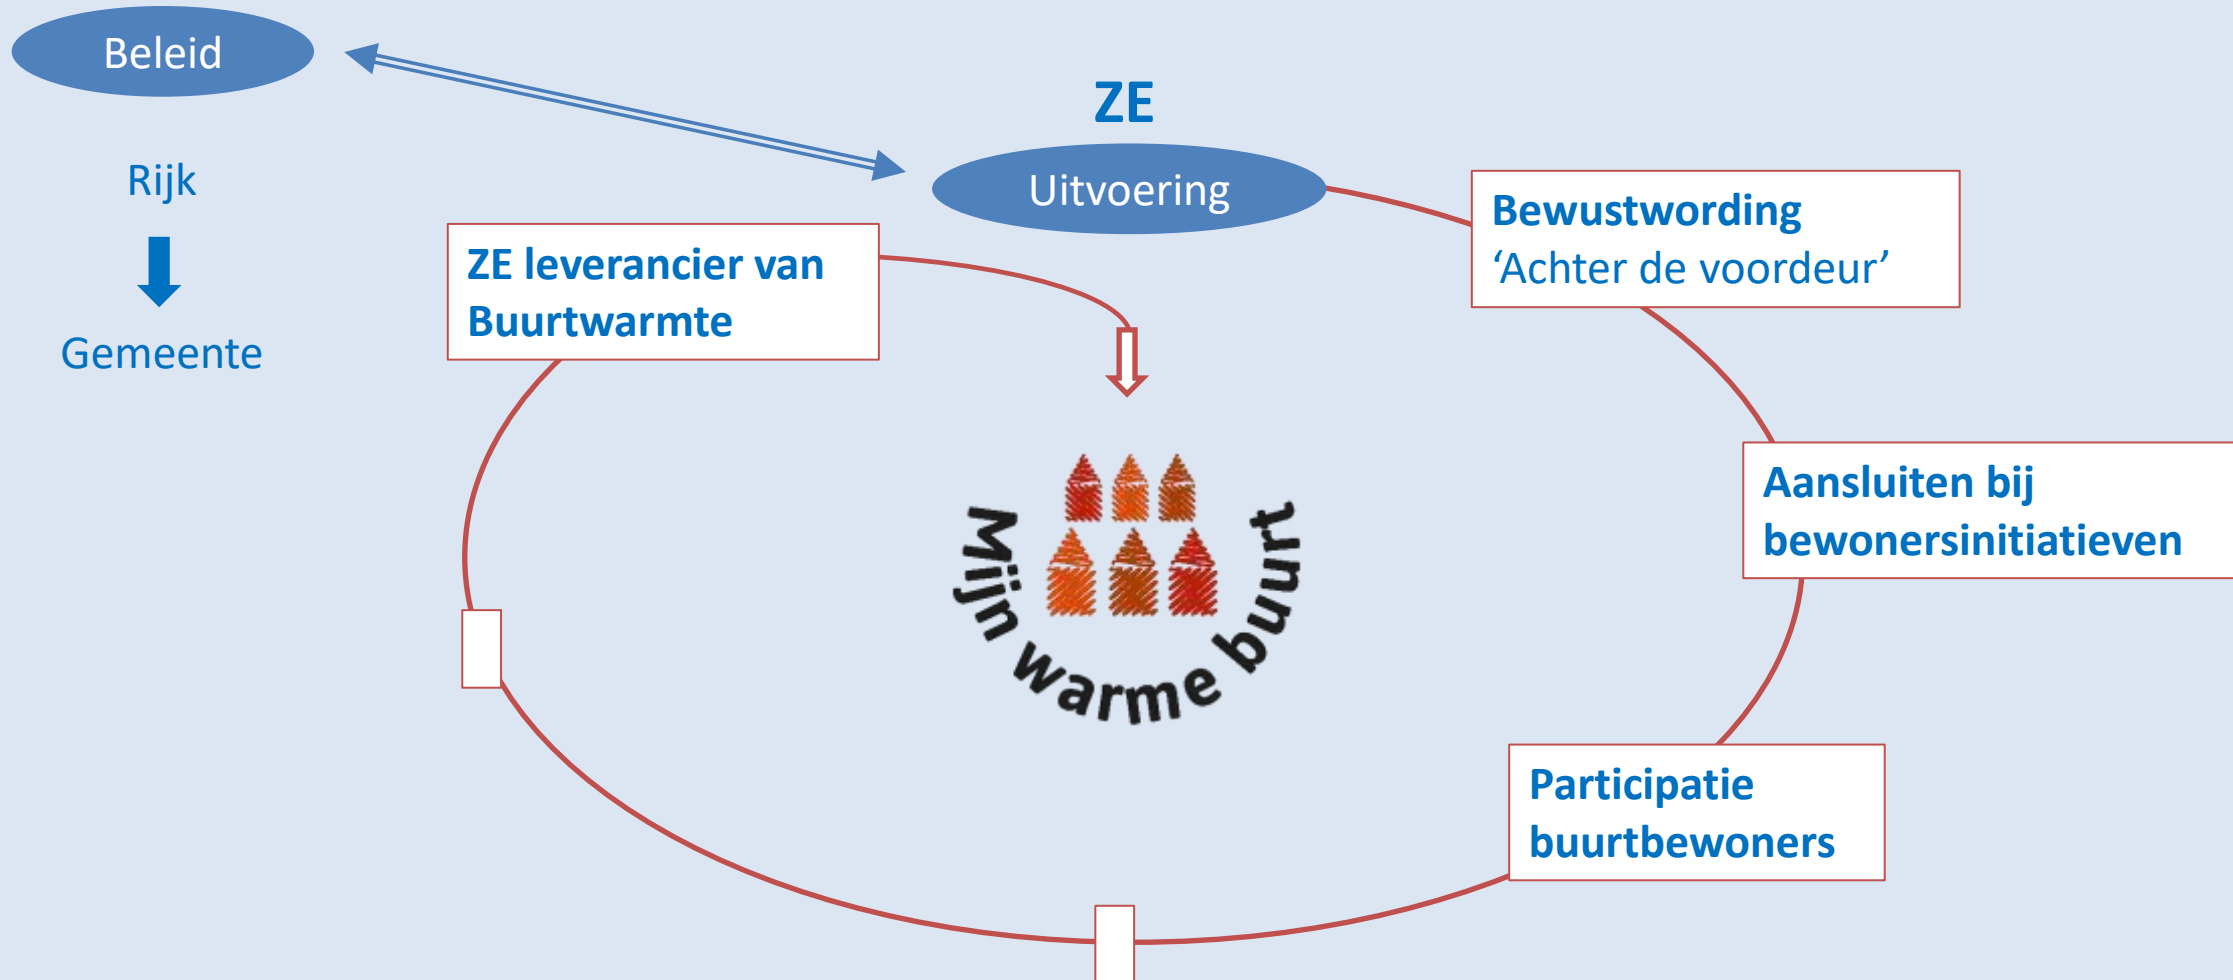 Beleid
Rijk
Gemeente
ZE
Uitvoering
Bewustwording
‘Achter de voordeur’
Aansluiten bij
bewonersinitiatieven
Participatie
buurtbewoners
ZE leverancier van
Buurtwarmte
Mijn warme buurt